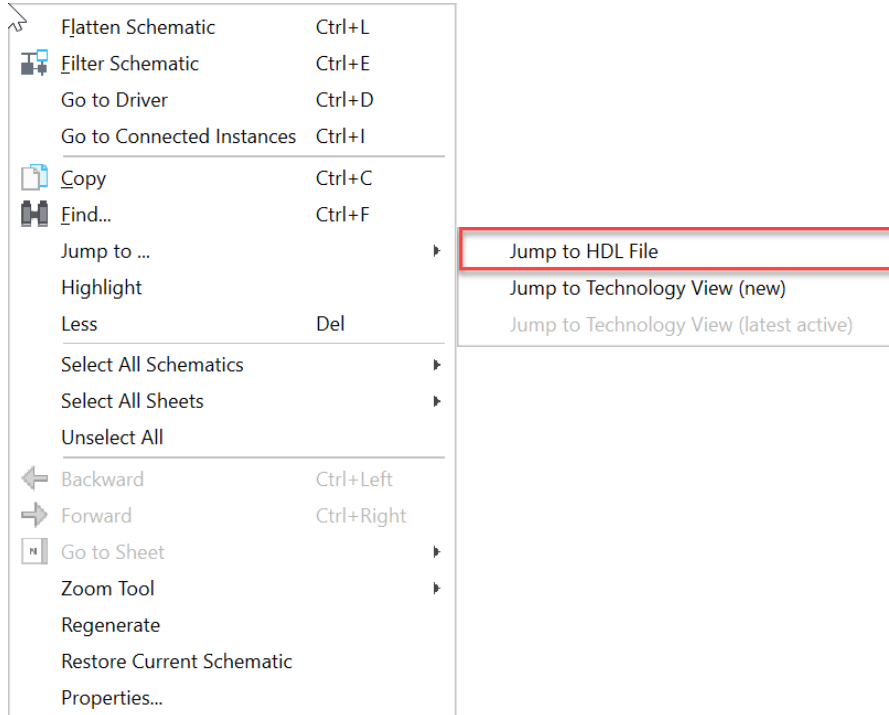 Flatten Schematic Ctrl+L
Filter Schematic Ctrl+E
Go to Driver Ctrl+D
Go to Connected Instances Ctrl+I
Copy Ctrl+C
Find... Ctrl+F
Jump to ...
Highlight
Less Del
Select All Schematics
Select All Sheets
Unselect All
Backward Ctrl+Left
Forward Ctrl+Right
Go to Sheet
Zoom Tool
Regenerate
Restore Current Schematic
Properties...
Jump to HDL File
Jump to Technology View (new)
Jump to Technology View (latest active)